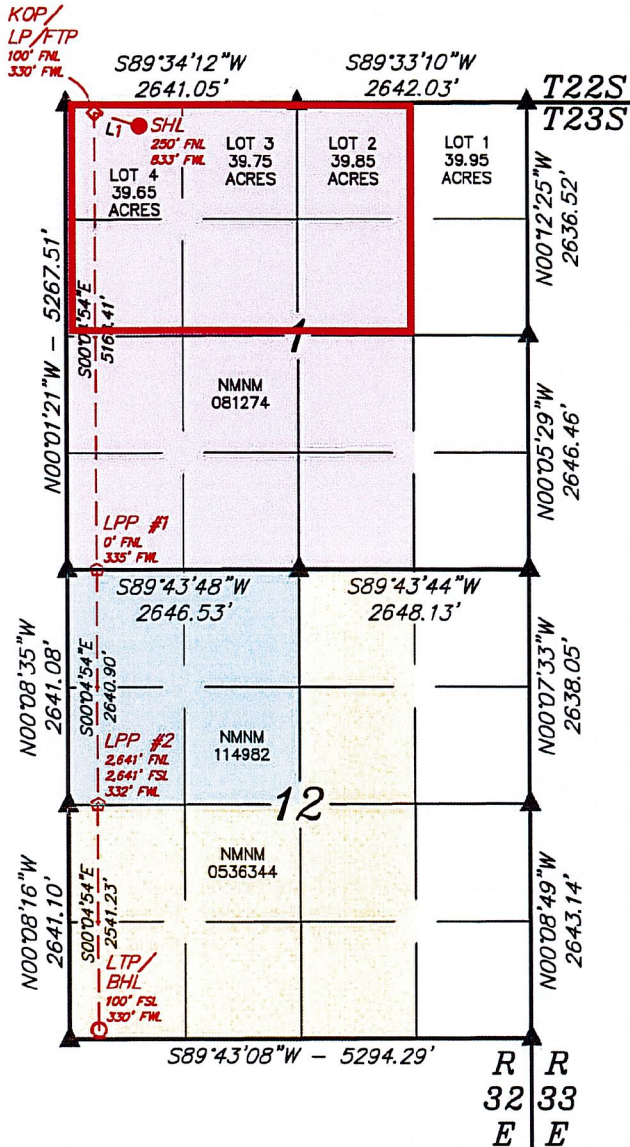 KOP/
LP/FTP
100' FNL
330' FWL
S89°34'12"W
2641.05'
S89°33'10"W
2642.03'
T22S
T23S
L1
SHL
250' FNL
833' FWL
LOT 4
39.65
ACRES
LOT 3
39.75
ACRES
LOT 2
39.85
ACRES
LOT 1
39.95
ACRES
N00°12'25"W
2636.52'
N00°01'21"W - 5267.51'
1
NMNM
081274
N00°05'29"W
2646.46'
LPP #1
0' FNL
335' FWL
S89°43'48"W
2646.53'
S89°43'44"W
2648.13'
N00°08'35"W
2641.08'
S00°04'54"E
2640.90'
N00°07'33"W
2638.05'
LPP #2
2,641' FNL
2,641' FSL
332' FWL
NMNM
114982
12
NMNM
0536344
N00°08'16"W
2641.10'
S00°04'54"E
2541.23'
N00°08'49"W
2643.14'
LTP/
BHL
100' FSL
330' FWL
S89°43'08"W - 5294.29'
R R
32 33
E E